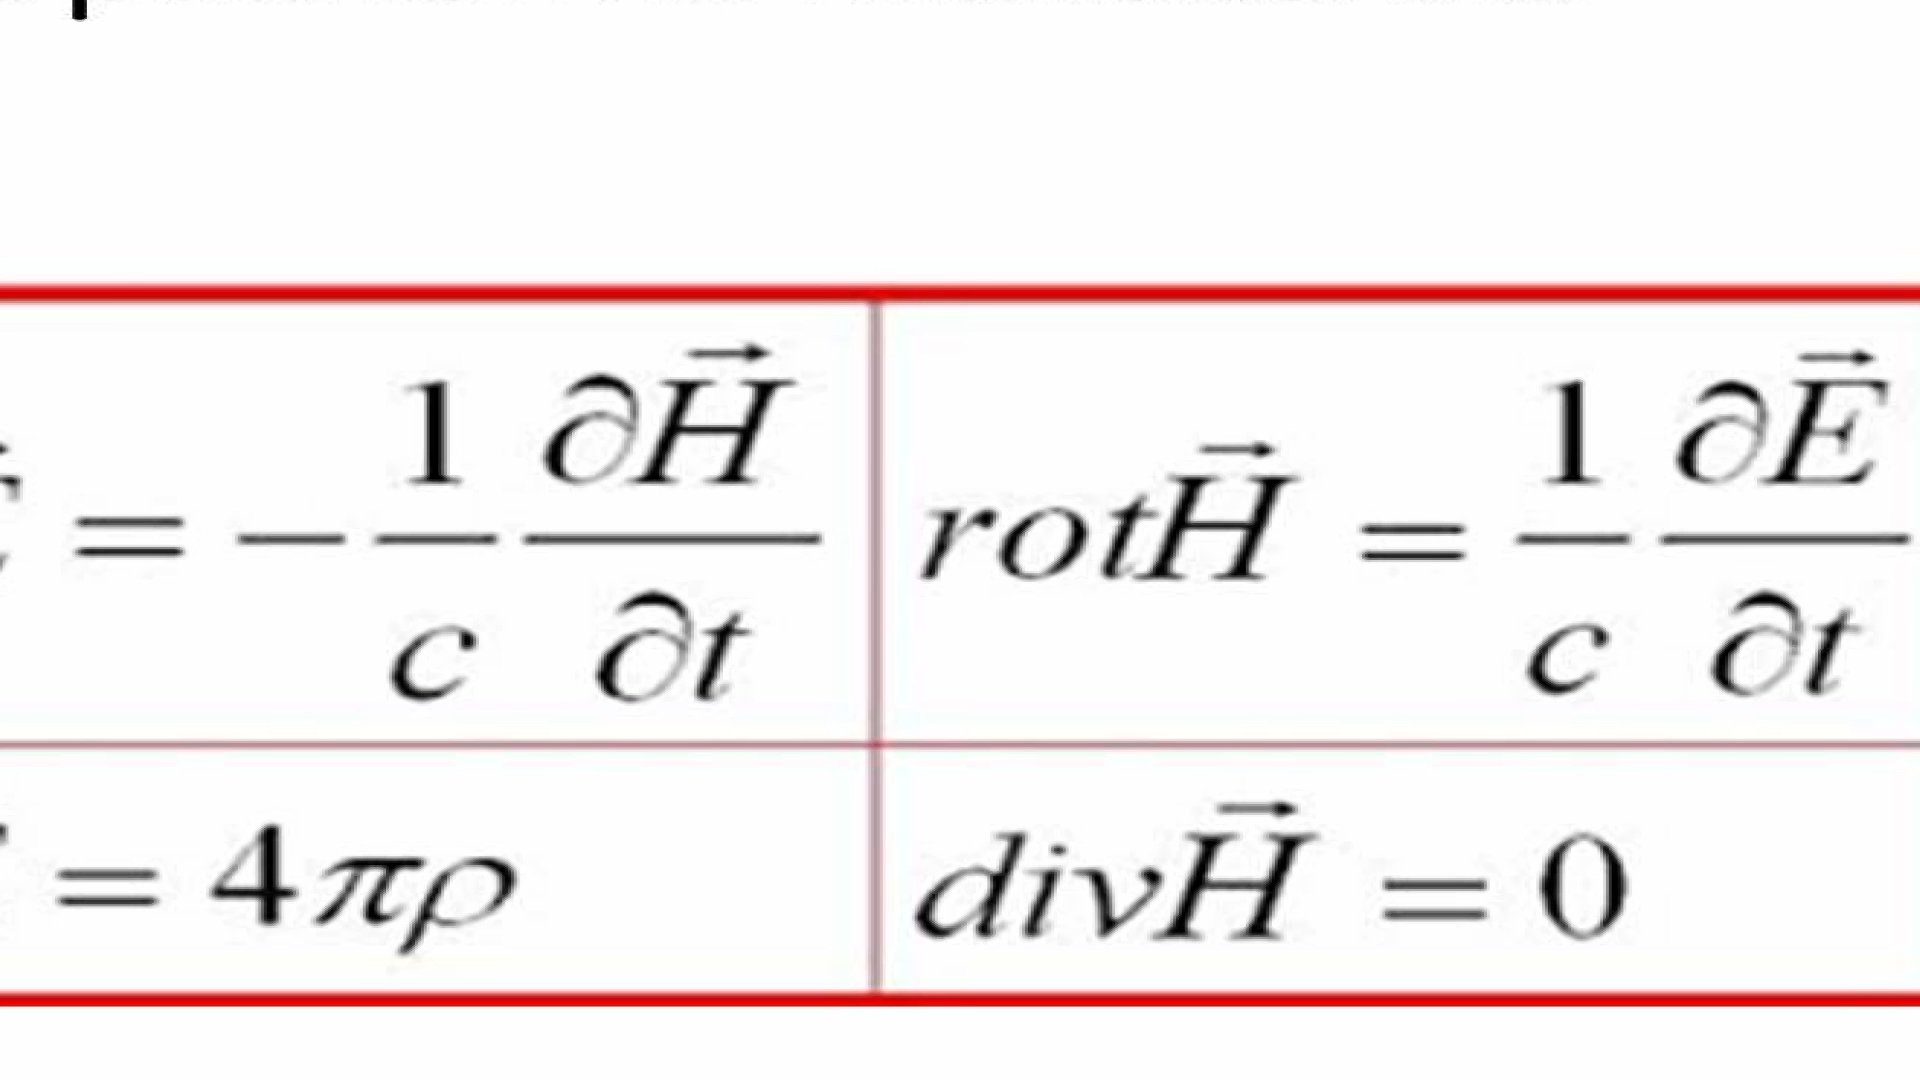 = - 1/c ∂H⃗/∂t
rotH⃗ = 1/c ∂E⃗/∂t
= 4πρ
divH⃗ = 0